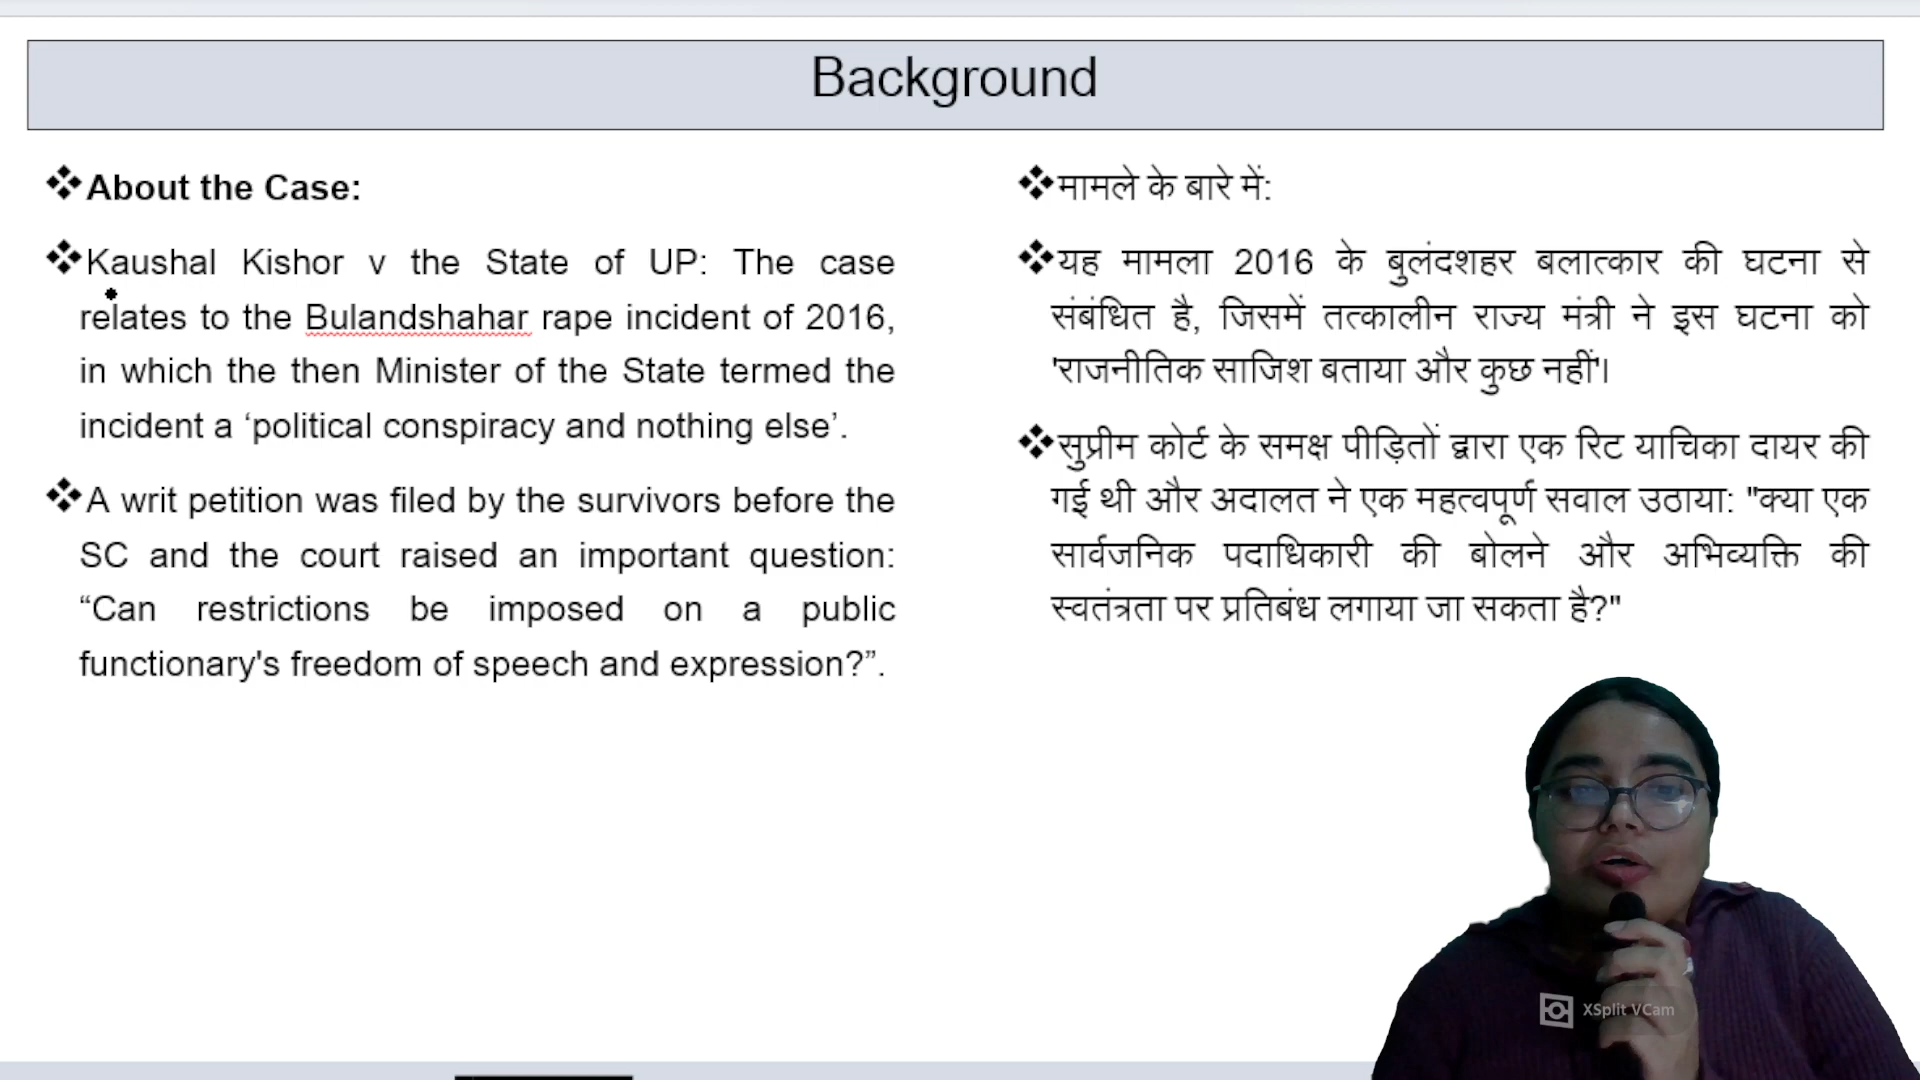 Background
About the Case:
Kaushal Kishor v the State of UP: The case
relates to the Bulandshahar rape incident of 2016,
in which the then Minister of the State termed the
incident a ‘political conspiracy and nothing else’.
A writ petition was filed by the survivors before the
SC and the court raised an important question:
“Can restrictions be imposed on a public
functionary's freedom of speech and expression?”.
मामले के बारे में:
यह मामला 2016 के बुलंदशहर बलात्कार की घटना से
संबंधित है, जिसमें तत्कालीन राज्य मंत्री ने इस घटना को
'राजनीतिक साजिश बताया और कुछ नहीं'।
सुप्रीम कोर्ट के समक्ष पीड़ितों द्वारा एक रिट याचिका दायर की
गई थी और अदालत ने एक महत्वपूर्ण सवाल उठाया: "क्या एक
सार्वजनिक पदाधिकारी की बोलने और अभिव्यक्ति की
स्वतंत्रता पर प्रतिबंध लगाया जा सकता है?"
XSplit VCam